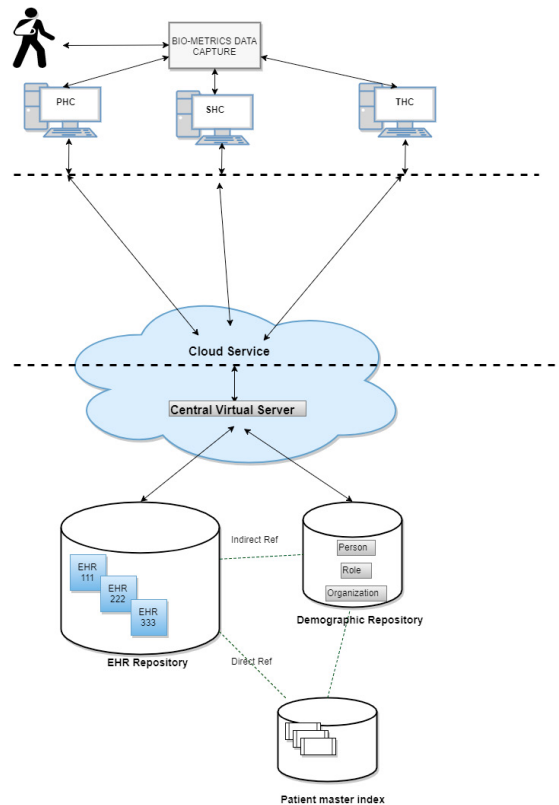 BIO-METRICS DATA
CAPTURE
PHC
SHC
THC
Cloud Service
Central Virtual Server
Indirect Ref
Person
Role
Organization
EHR
111
EHR
222
EHR
333
Demographic Repository
EHR Repository
Direct Ref
Patient master index